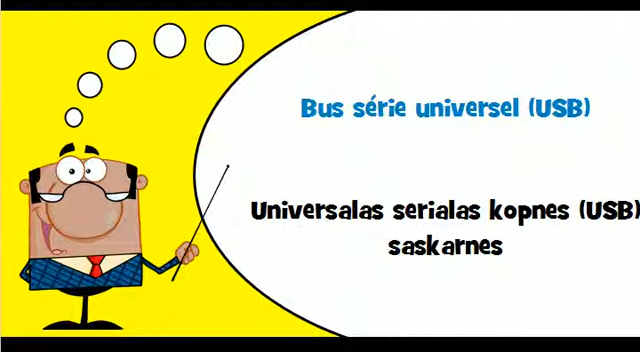 Bus série universel (USB)
Universalas serialas kopnes (USB)
saskarnes